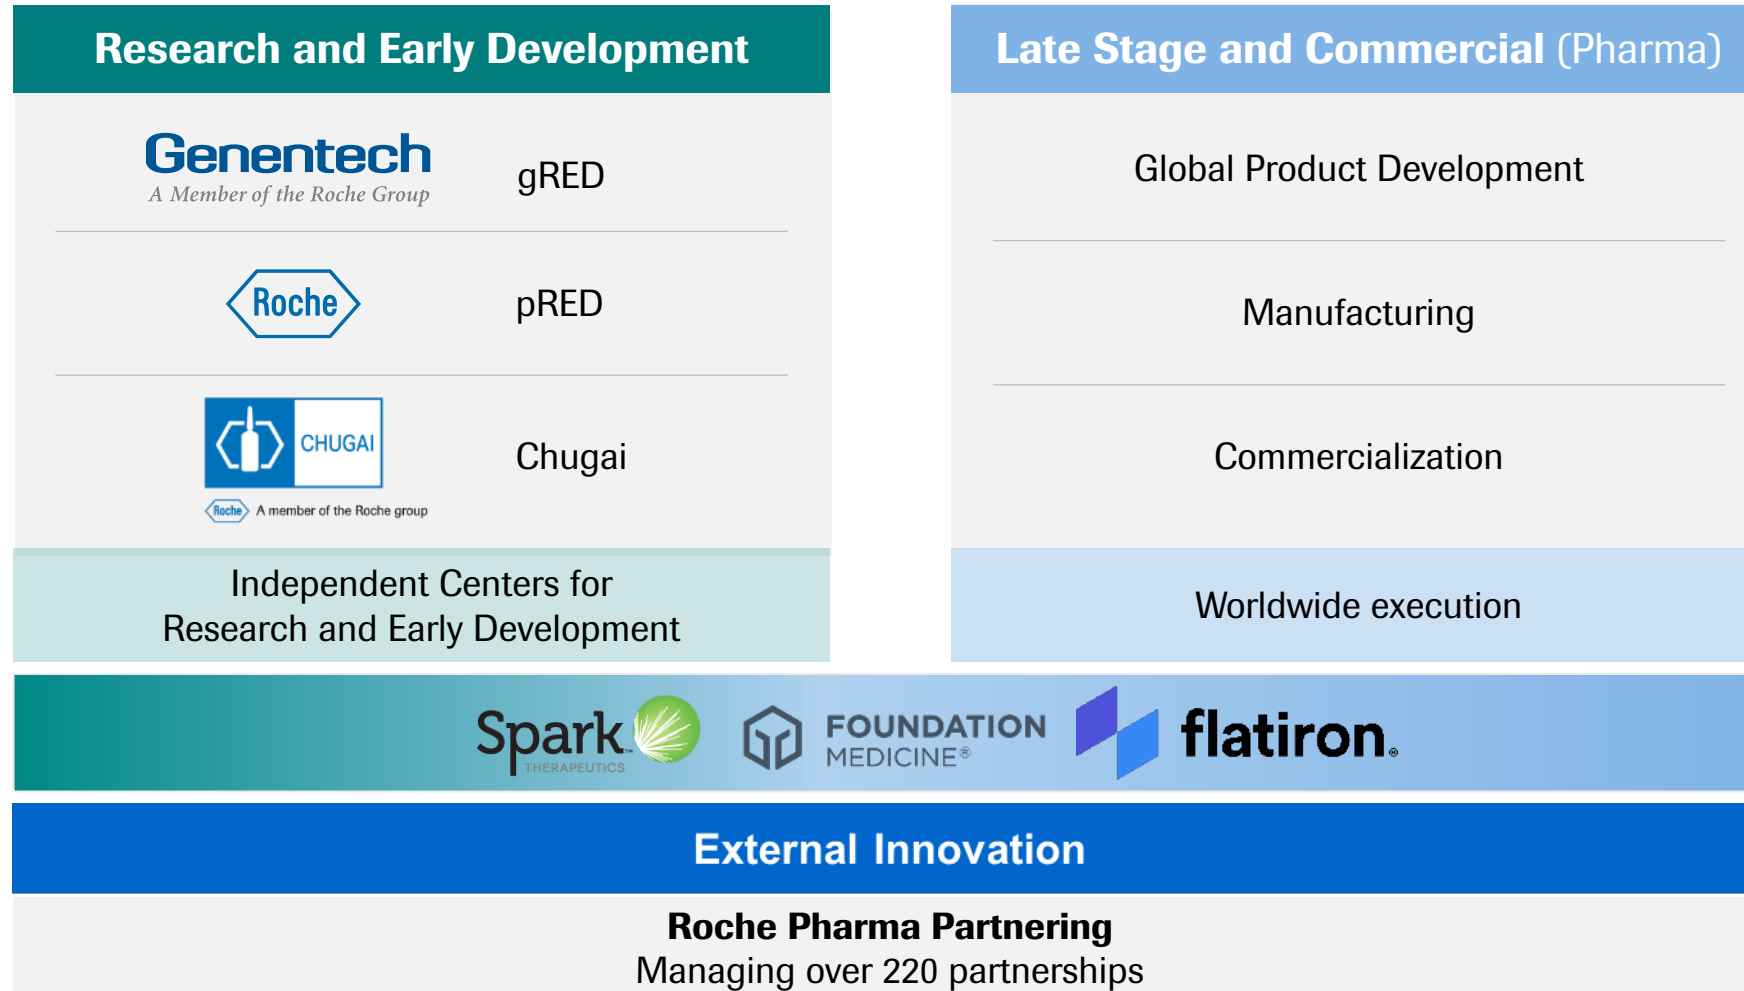 Research and Early Development
Genentech
A Member of the Roche Group
gRED
Roche
pRED
CHUGAI
Roche A member of the Roche group
Chugai
Independent Centers for
Research and Early Development
Late Stage and Commercial (Pharma)
Global Product Development
Manufacturing
Commercialization
Worldwide execution
Spark™
THERAPEUTICS
FOUNDATION
MEDICINE®
flatiron®
External Innovation
Roche Pharma Partnering
Managing over 220 partnerships